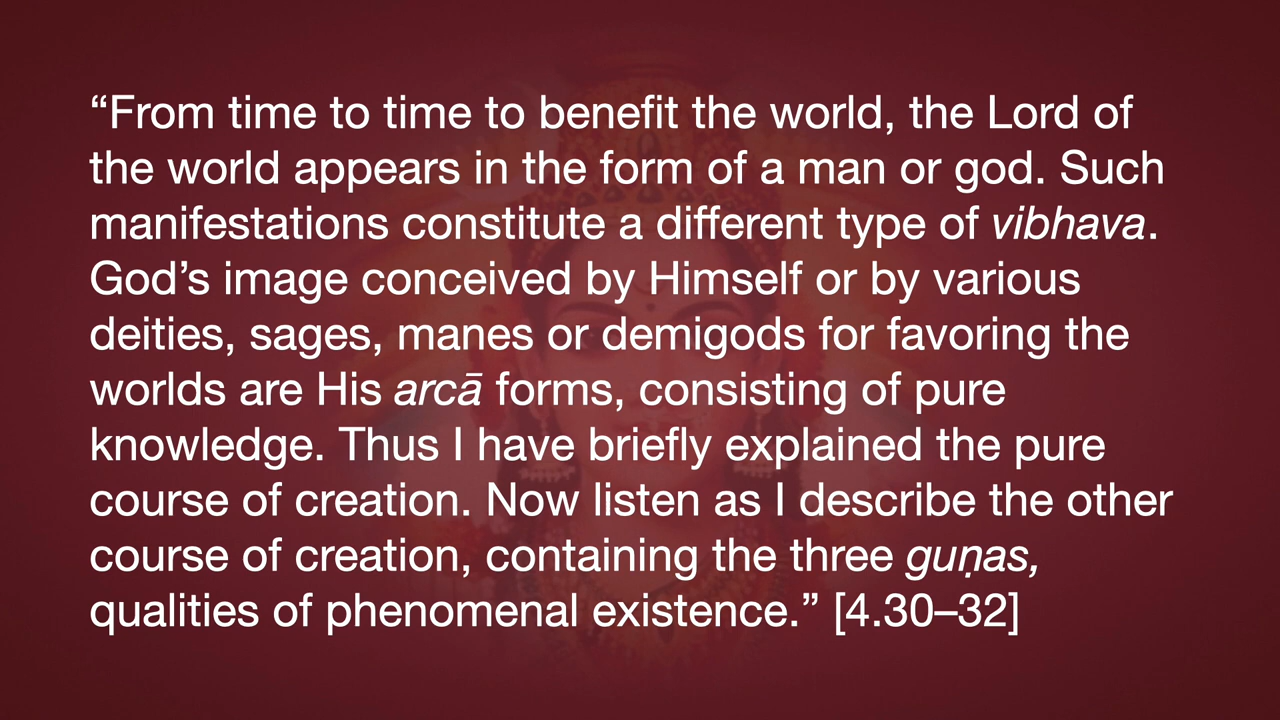 “From time to time to benefit the world, the Lord of
the world appears in the form of a man or god. Such
manifestations constitute a different type of vibhava.
God’s image conceived by Himself or by various
deities, sages, manes or demigods for favoring the
worlds are His arcā forms, consisting of pure
knowledge. Thus I have briefly explained the pure
course of creation. Now listen as I describe the other
course of creation, containing the three guṇas,
qualities of phenomenal existence.” [4.30–32]